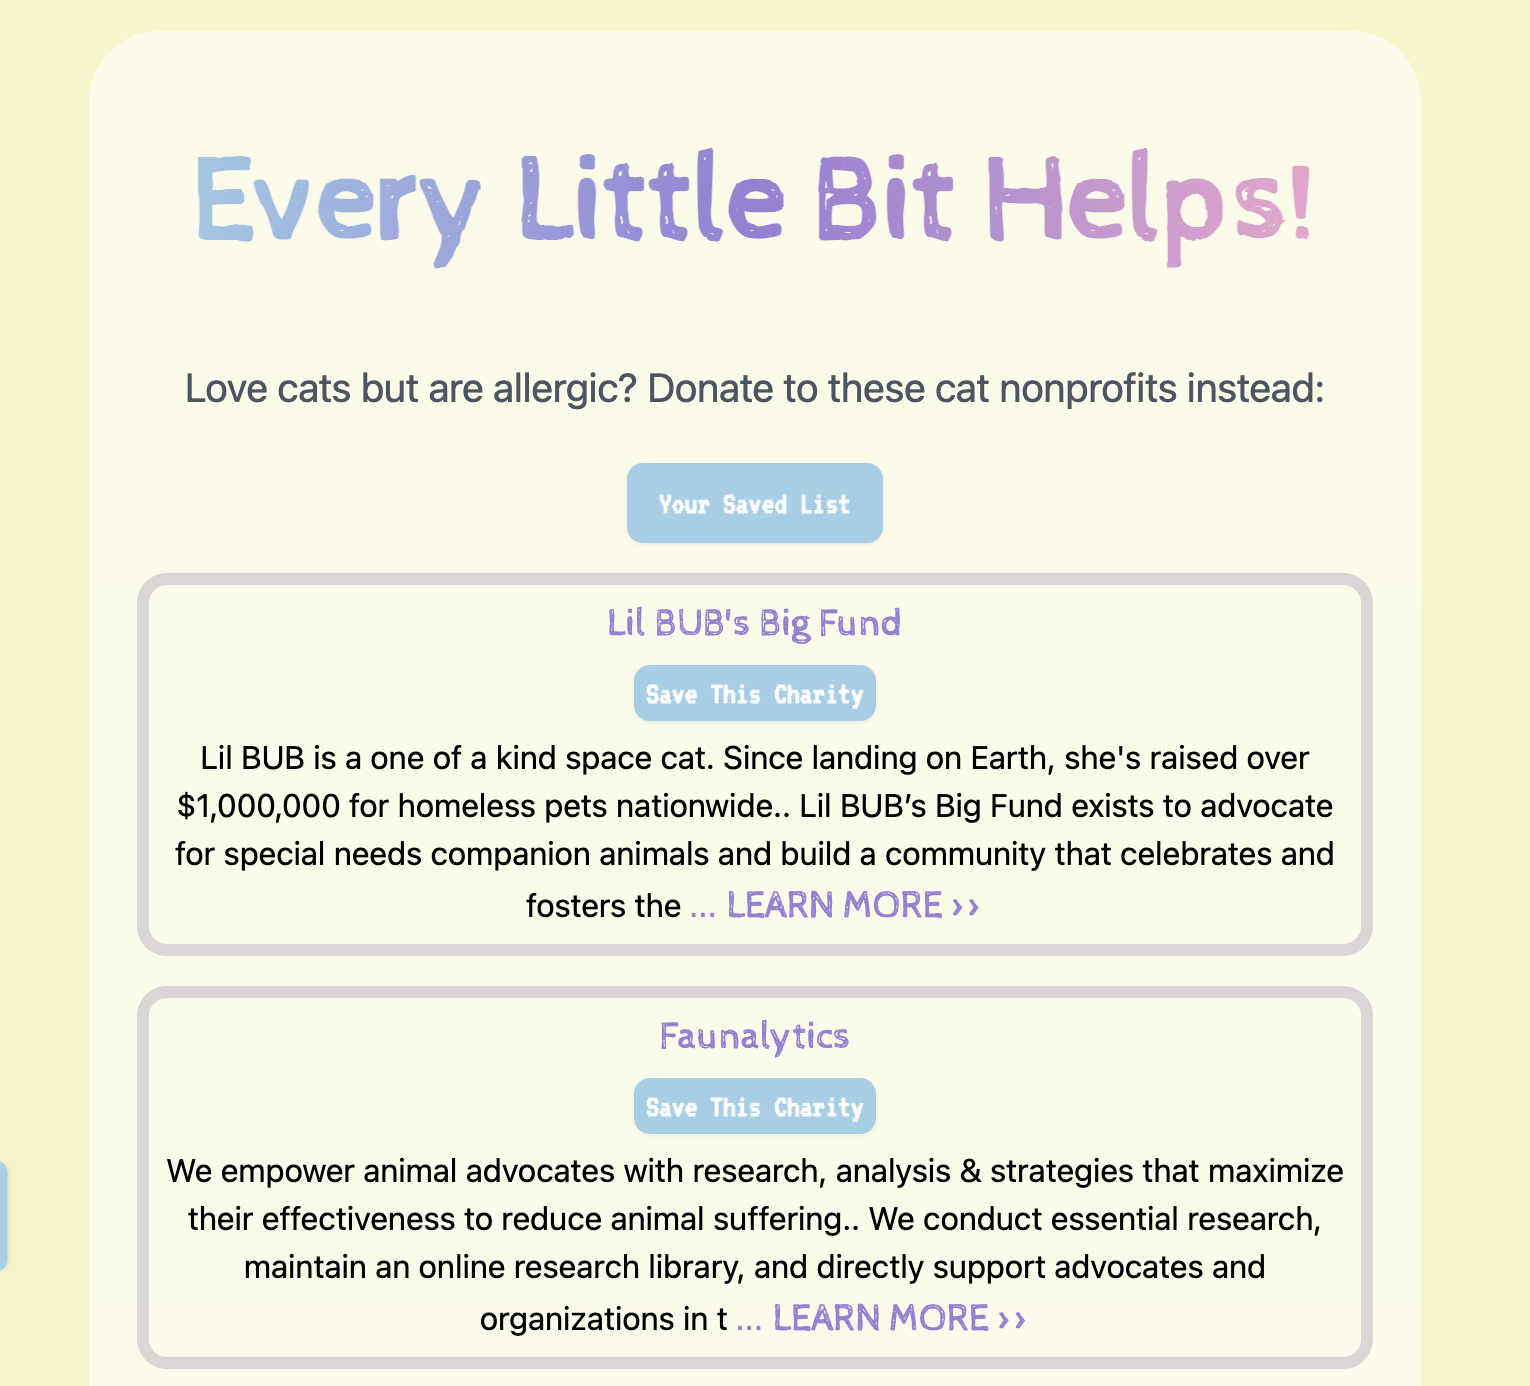 Every Little Bit Helps!
Love cats but are allergic? Donate to these cat nonprofits instead:
Your Saved List
Lil BUB's Big Fund
Save This Charity
Lil BUB is a one of a kind space cat. Since landing on Earth, she's raised over
$1,000,000 for homeless pets nationwide.. Lil BUB’s Big Fund exists to advocate
for special needs companion animals and build a community that celebrates and
fosters the ... LEARN MORE >>
Faunalytics
Save This Charity
We empower animal advocates with research, analysis & strategies that maximize
their effectiveness to reduce animal suffering.. We conduct essential research,
maintain an online research library, and directly support advocates and
organizations in t ... LEARN MORE >>